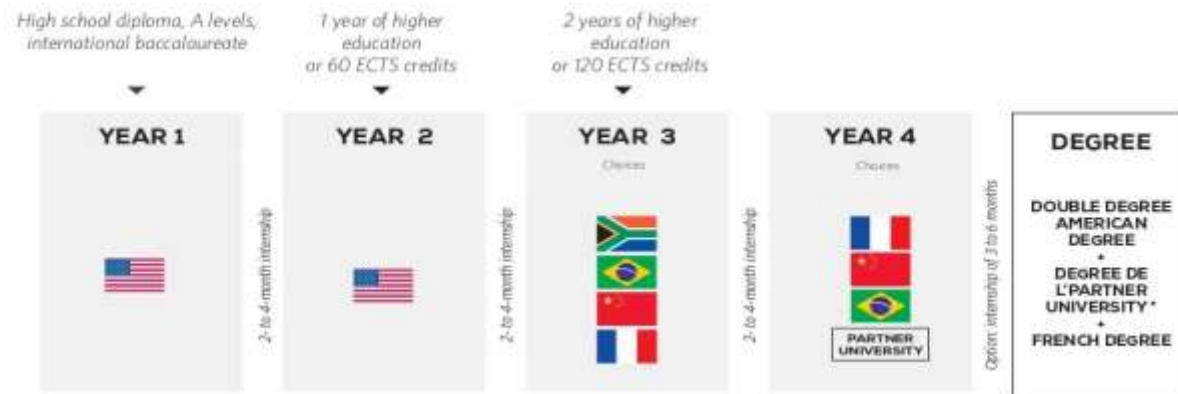 High school diploma, A levels,
international baccalaureate
1 year of higher
education
or 60 ECTS credits
2 years of higher
education
or 120 ECTS credits
YEAR 1
2- to 4-month internship
YEAR 2
2- to 4-month internship
YEAR 3
Choices
2- to 4-month internship
YEAR 4
Choices
PARTNER
UNIVERSITY
Option: internship of 3 to 6 months
DEGREE
DOUBLE DEGREE
AMERICAN
DEGREE
+
DEGREE DE
L'PARTNER
UNIVERSITY*
+
FRENCH DEGREE